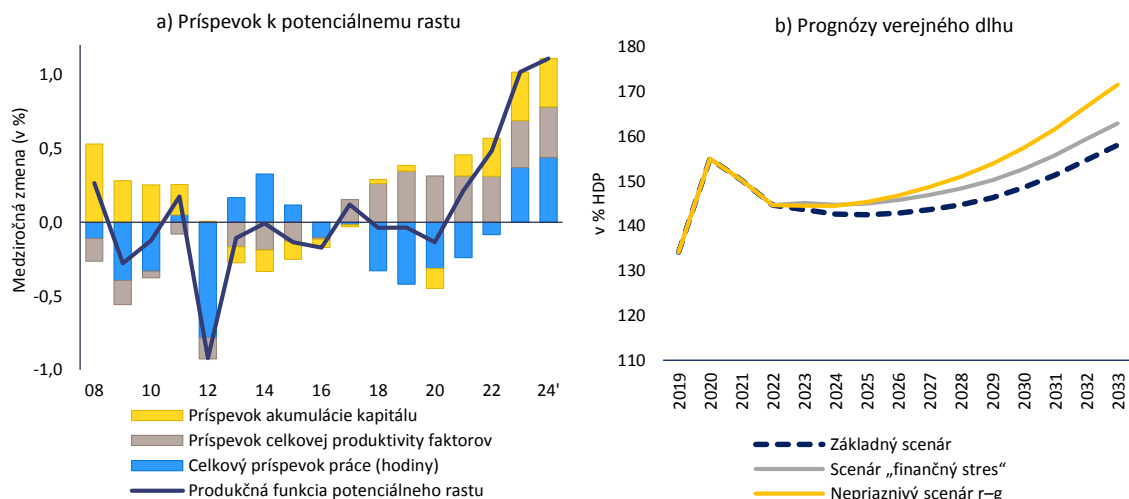 a) Príspevok k potenciálnemu rastu
Medziročná zmena (v %)
1,0
0,5
0,0
-0,5
-1,0
08 10 12 14 16 18 20 22 24'
Príspevok akumulácie kapitálu
Príspevok celkovej produktivity faktorov
Celkový príspevok práce (hodiny)
Produkčná funkcia potenciálneho rastu
b) Prognózy verejného dlhu
v % HDP
180
170
160
150
140
130
120
110
2019 2020 2021 2022 2023 2024 2025 2026 2027 2028 2029 2030 2031 2032 2033
Základný scenár
Scenár „finančný stres“
Nepriaznivý scenár r–g